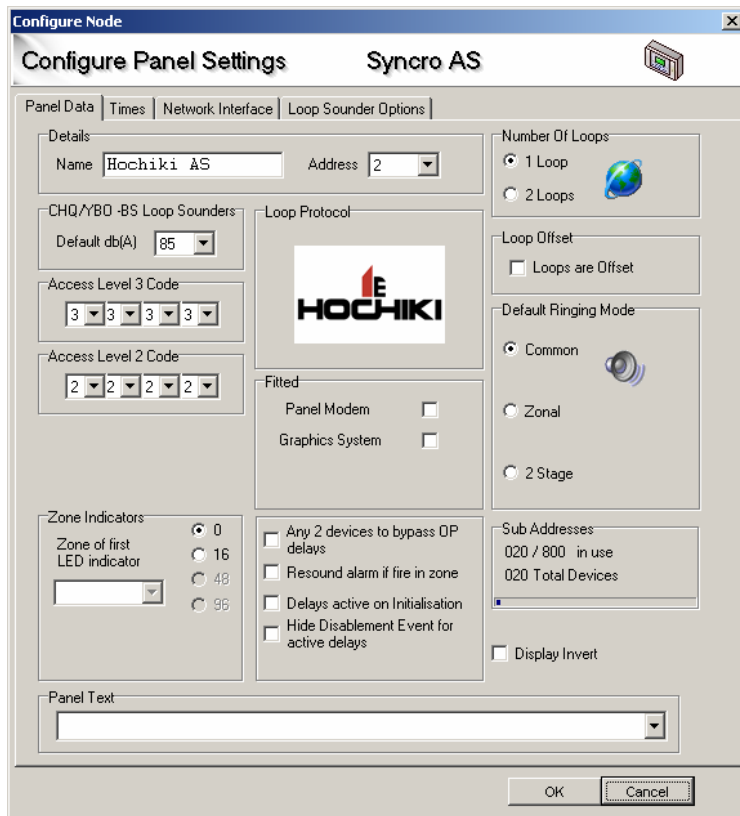 Configure Node
Configure Panel Settings Syncro AS
Panel Data Times Network Interface Loop Sounder Options
Details
Name Hochiki AS Address 2
Number Of Loops
1 Loop
2 Loops
CHQ/YBO -BS Loop Sounders
Default db(A) 85
Loop Protocol
HOCHIKI
Loop Offset
Loops are Offset
Access Level 3 Code
3 3 3 3
Access Level 2 Code
2 2 2 2
Default Ringing Mode
Common
Zonal
2 Stage
Fitted
Panel Modem
Graphics System
Zone Indicators
Zone of first
LED indicator
0
16
48
96
Any 2 devices to bypass OP
delays
Resound alarm if fire in zone
Delays active on Initialisation
Hide Disablement Event for
active delays
Sub Addresses
020 / 800 in use
020 Total Devices
Display Invert
Panel Text
OK Cancel